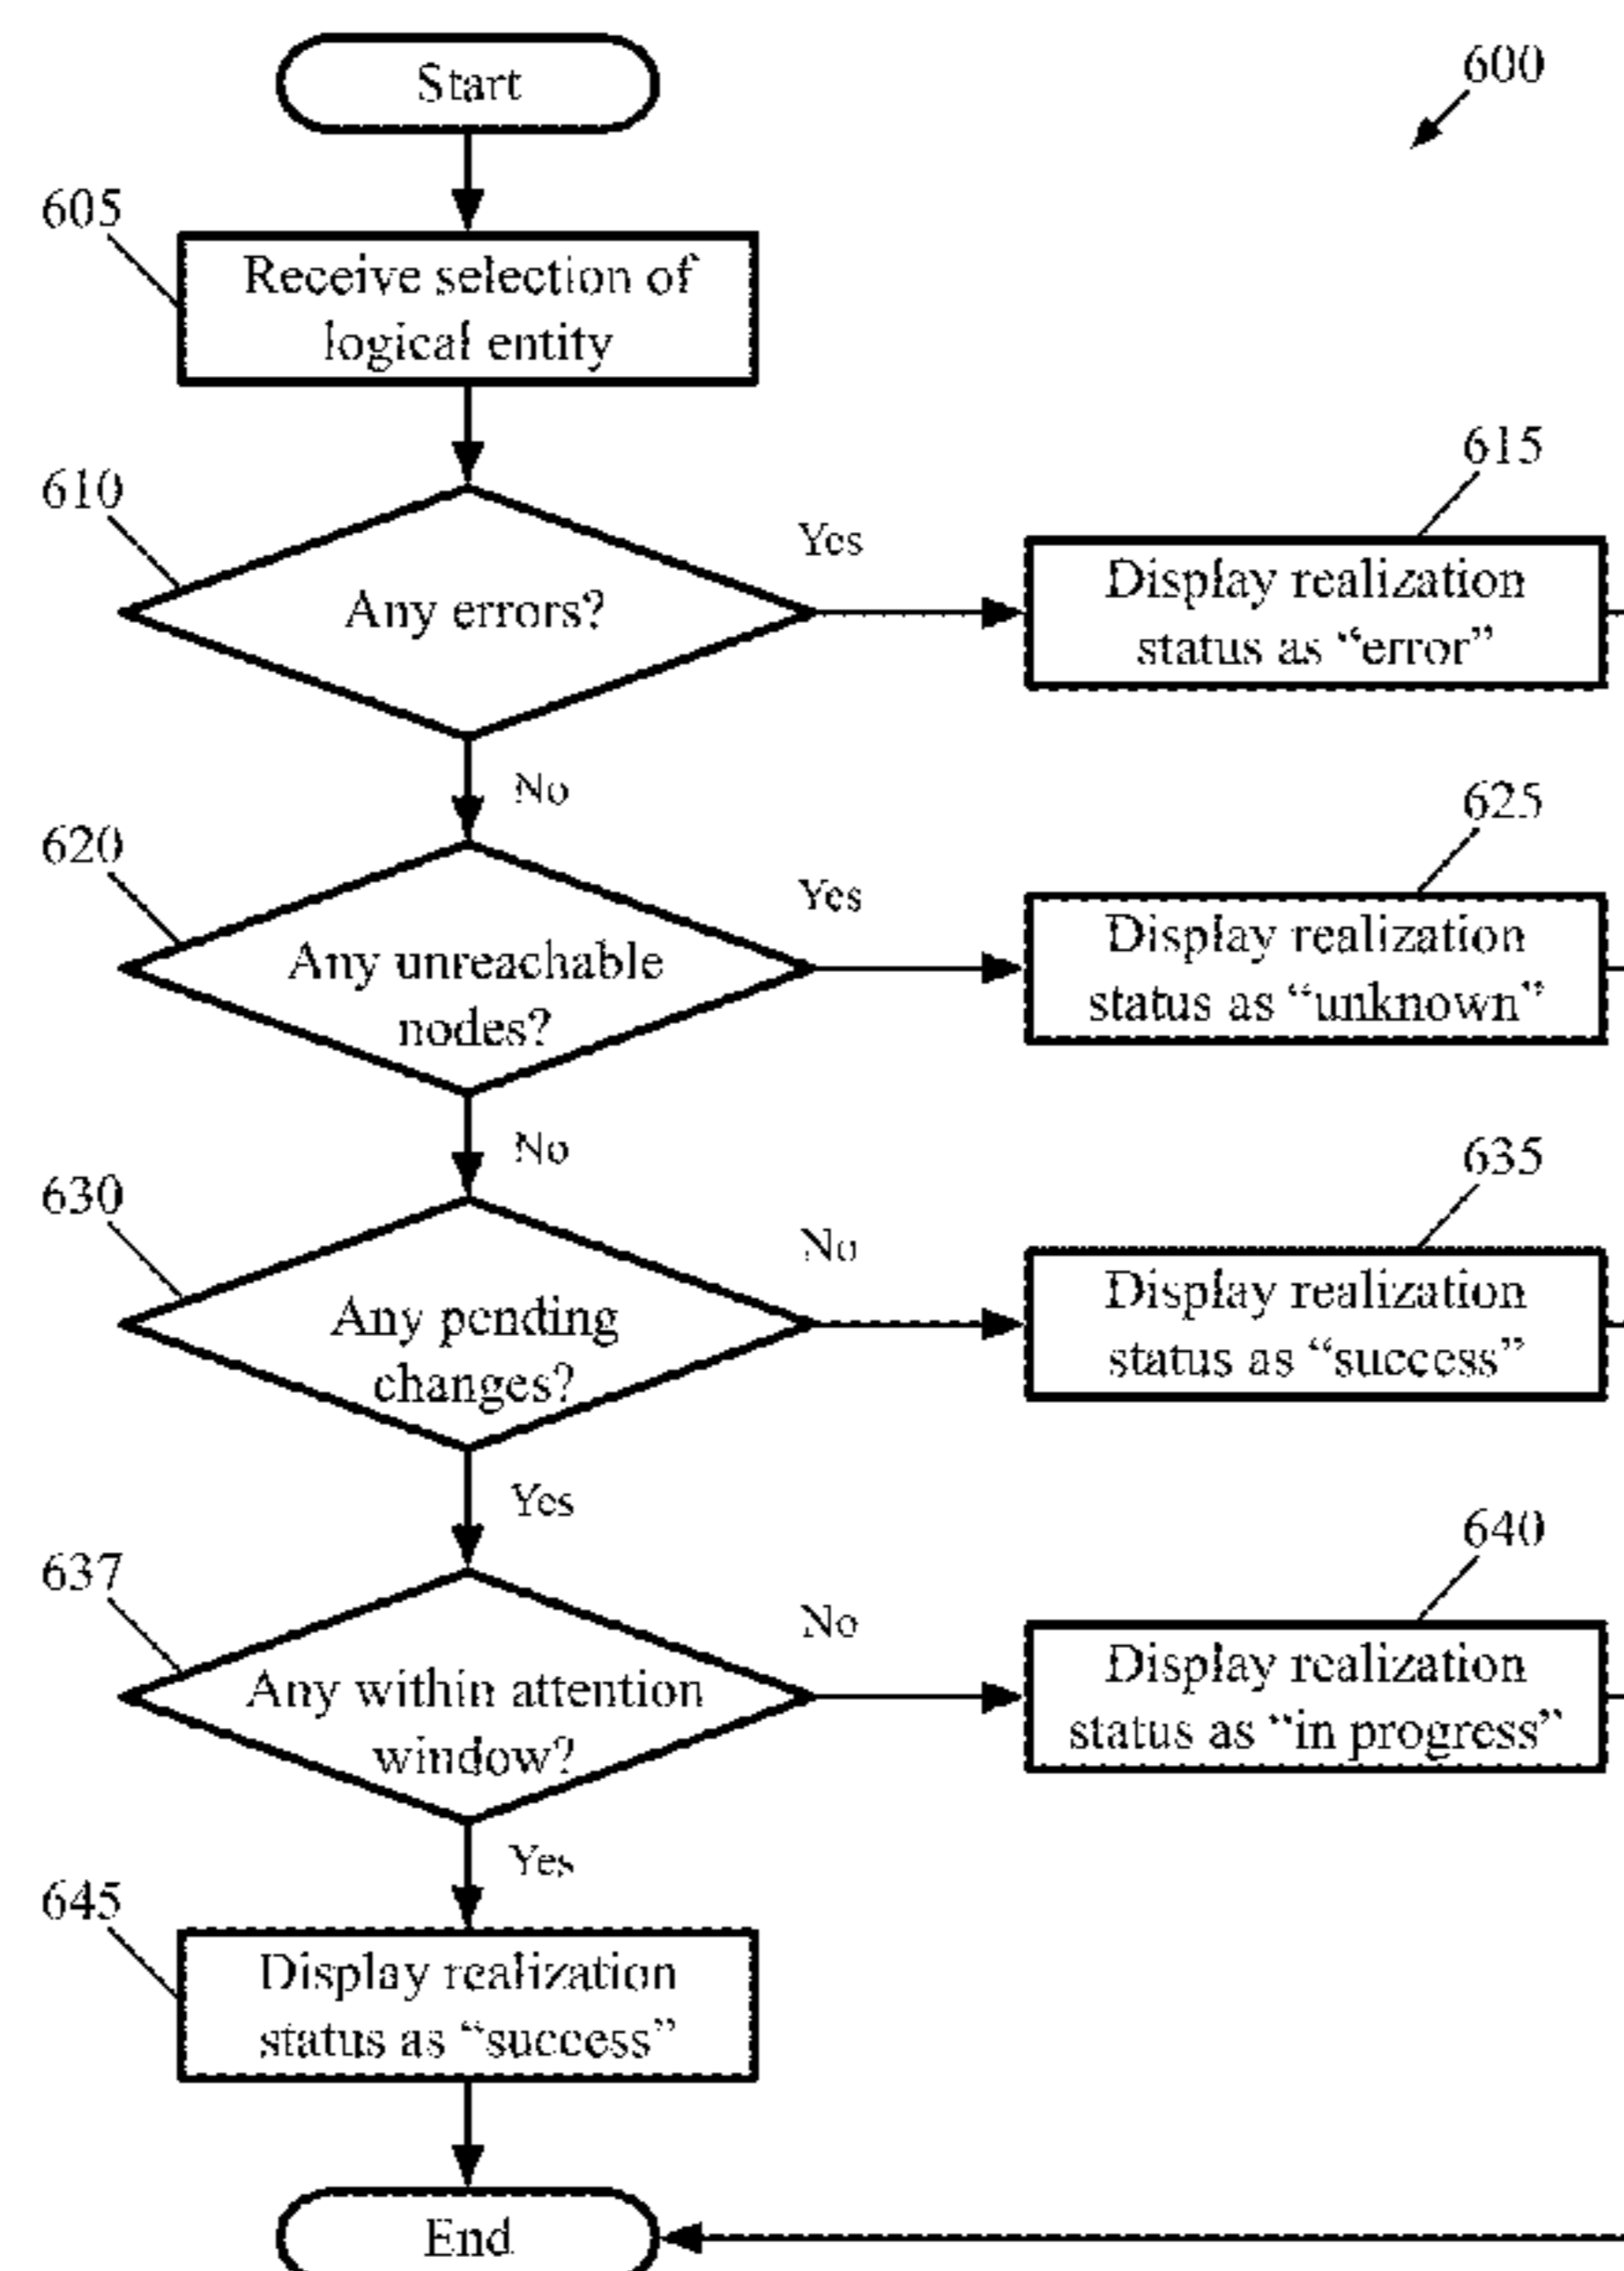 Start
600
605
Receive selection of
logical entity
610
Any errors?
Yes
615
Display realization
status as “error”
No
620
Any unreachable
nodes?
Yes
625
Display realization
status as “unknown”
No
630
Any pending
changes?
No
635
Display realization
status as “success”
Yes
637
Any within attention
window?
No
640
Display realization
status as “in progress”
Yes
645
Display realization
status as “success”
End